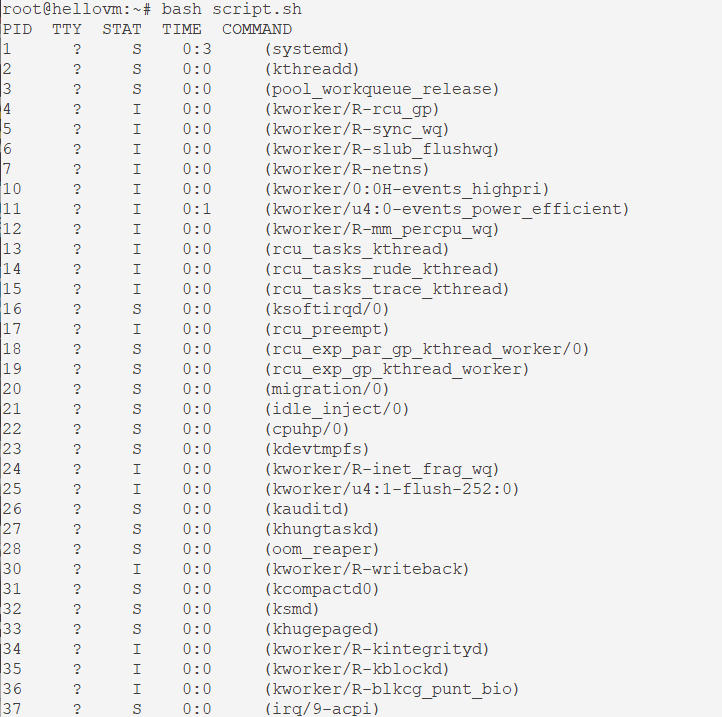 root@hellovm:~# bash script.sh
PID  TTY  STAT  TIME  COMMAND
1      ?     S    0:3     (systemd)
2      ?     S    0:0     (kthreadd)
3      ?     S    0:0     (pool_workqueue_release)
4      ?     I    0:0     (kworker/R-rcu_gp)
5      ?     I    0:0     (kworker/R-sync_wq)
6      ?     I    0:0     (kworker/R-slub_flushwq)
7      ?     I    0:0     (kworker/R-netns)
10     ?     I    0:0     (kworker/0:0H-events_highpri)
11     ?     I    0:1     (kworker/u4:0-events_power_efficient)
12     ?     I    0:0     (kworker/R-mm_percpu_wq)
13     ?     I    0:0     (rcu_tasks_kthread)
14     ?     I    0:0     (rcu_tasks_rude_kthread)
15     ?     I    0:0     (rcu_tasks_trace_kthread)
16     ?     S    0:0     (ksoftirqd/0)
17     ?     I    0:0     (rcu_preempt)
18     ?     S    0:0     (rcu_exp_par_gp_kthread_worker/0)
19     ?     S    0:0     (rcu_exp_gp_kthread_worker)
20     ?     S    0:0     (migration/0)
21     ?     S    0:0     (idle_inject/0)
22     ?     S    0:0     (cpuhp/0)
23     ?     S    0:0     (kdevtmpfs)
24     ?     I    0:0     (kworker/R-inet_frag_wq)
25     ?     I    0:0     (kworker/u4:1-flush-252:0)
26     ?     S    0:0     (kauditd)
27     ?     S    0:0     (khungtaskd)
28     ?     S    0:0     (oom_reaper)
30     ?     I    0:0     (kworker/R-writeback)
31     ?     S    0:0     (kcompactd0)
32     ?     S    0:0     (ksmd)
33     ?     S    0:0     (khugepaged)
34     ?     I    0:0     (kworker/R-kintegrityd)
35     ?     I    0:0     (kworker/R-kblockd)
36     ?     I    0:0     (kworker/R-blkcg_punt_bio)
37     ?     S    0:0     (irq/9-acpi)